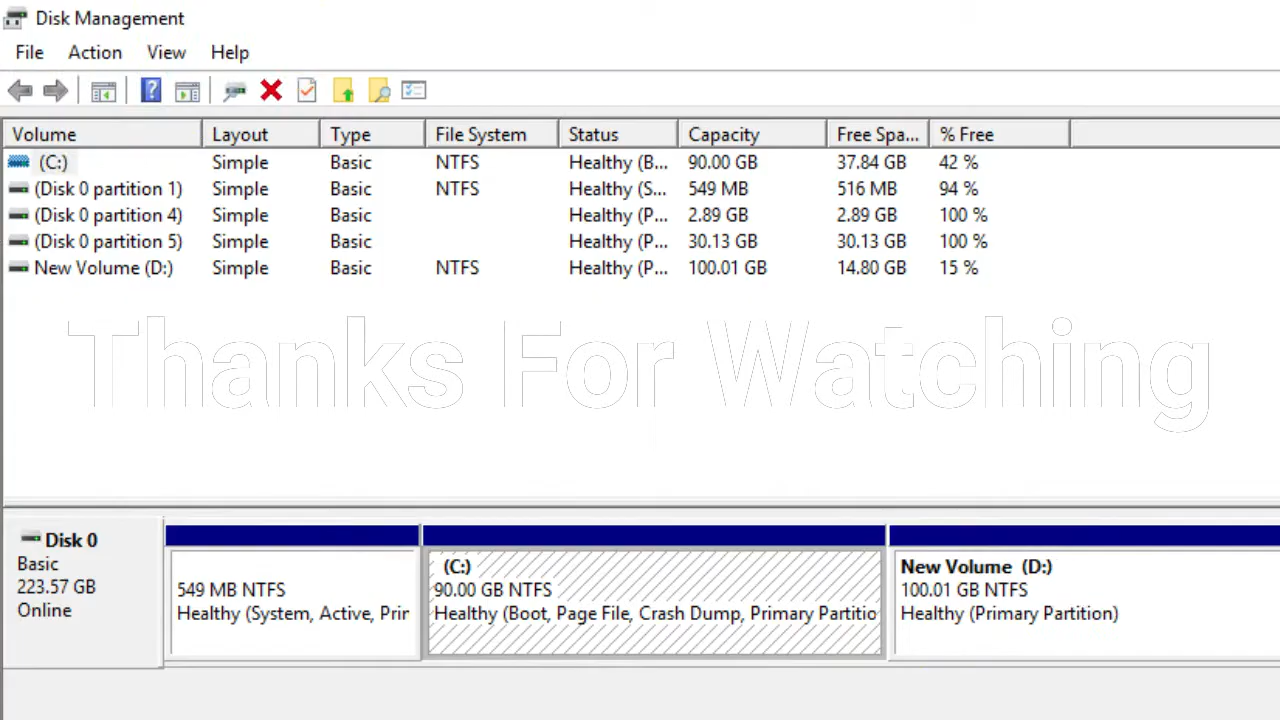 Disk Management
File Action View Help
Volume Layout Type File System Status Capacity Free Spa... % Free
(C:) Simple Basic NTFS Healthy (B... 90.00 GB 37.84 GB 42 %
(Disk 0 partition 1) Simple Basic NTFS Healthy (S... 549 MB 516 MB 94 %
(Disk 0 partition 4) Simple Basic Healthy (P... 2.89 GB 2.89 GB 100 %
(Disk 0 partition 5) Simple Basic Healthy (P... 30.13 GB 30.13 GB 100 %
New Volume (D:) Simple Basic NTFS Healthy (P... 100.01 GB 14.80 GB 15 %
Thanks For Watching
Disk 0
Basic
223.57 GB
Online
549 MB NTFS
Healthy (System, Active, Prir
(C:)
90.00 GB NTFS
Healthy (Boot, Page File, Crash Dump, Primary Partitio
New Volume (D:)
100.01 GB NTFS
Healthy (Primary Partition)